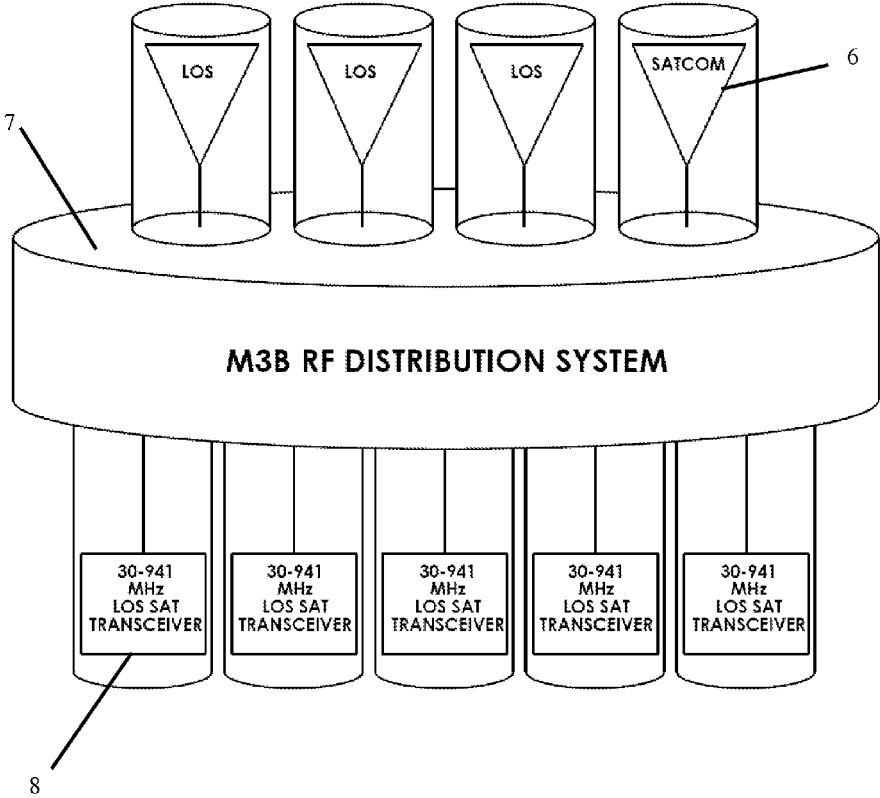 LOS
LOS
LOS
SATCOM
6
7
M3B RF DISTRIBUTION SYSTEM
30-941
MHz
LOS SAT
TRANSCEIVER
30-941
MHz
LOS SAT
TRANSCEIVER
30-941
MHz
LOS SAT
TRANSCEIVER
30-941
MHz
LOS SAT
TRANSCEIVER
30-941
MHz
LOS SAT
TRANSCEIVER
8